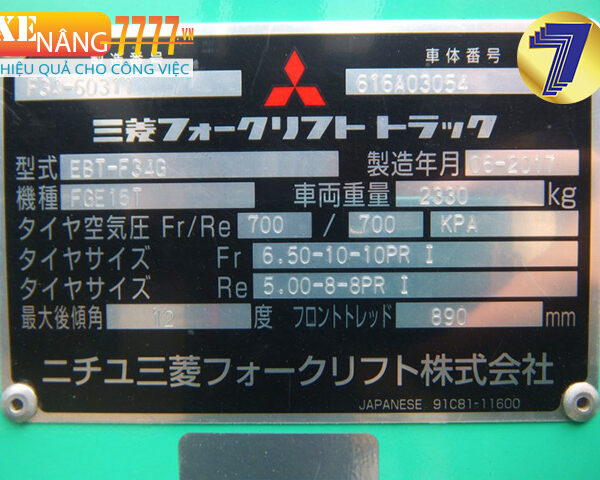 XE
NÂNG7777.VN
HIỆU QUẢ CHO CÔNG VIỆC
7
車体番号
616A03054
三菱フォークリフトトラック
型式 EBT-F34G 製造年月 06-2017
機種 FGE15T 車両重量 2330 kg
タイヤ空気圧 Fr/Re 700 / 700 KPA
タイヤサイズ Fr 6.50-10-10PR I
タイヤサイズ Re 5.00-8-8PR I
最大後傾角 12 度 フロントトレッド 890 mm
ニチユ三菱フォークリフト株式会社
JAPANESE 91C81-11600